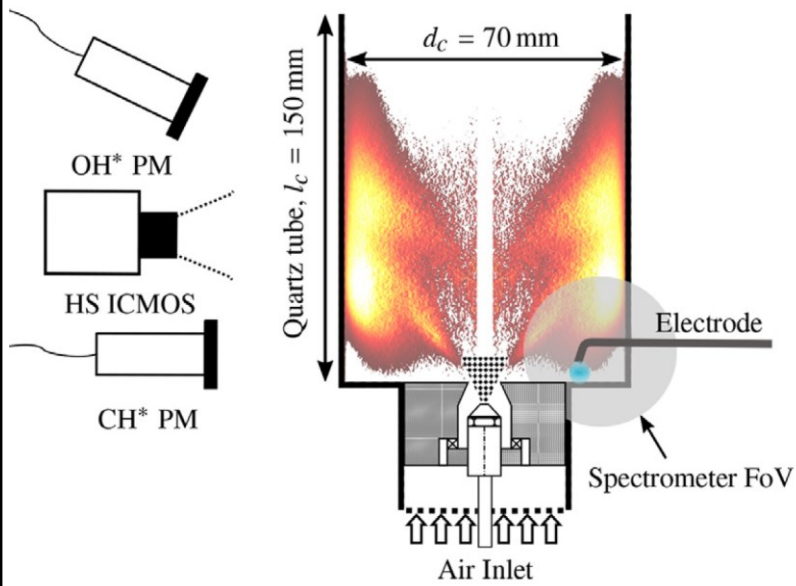 OH* PM
HS ICMOS
CH* PM
Quartz tube, l_c = 150 mm
d_c = 70 mm
Electrode
Spectrometer FoV
Air Inlet